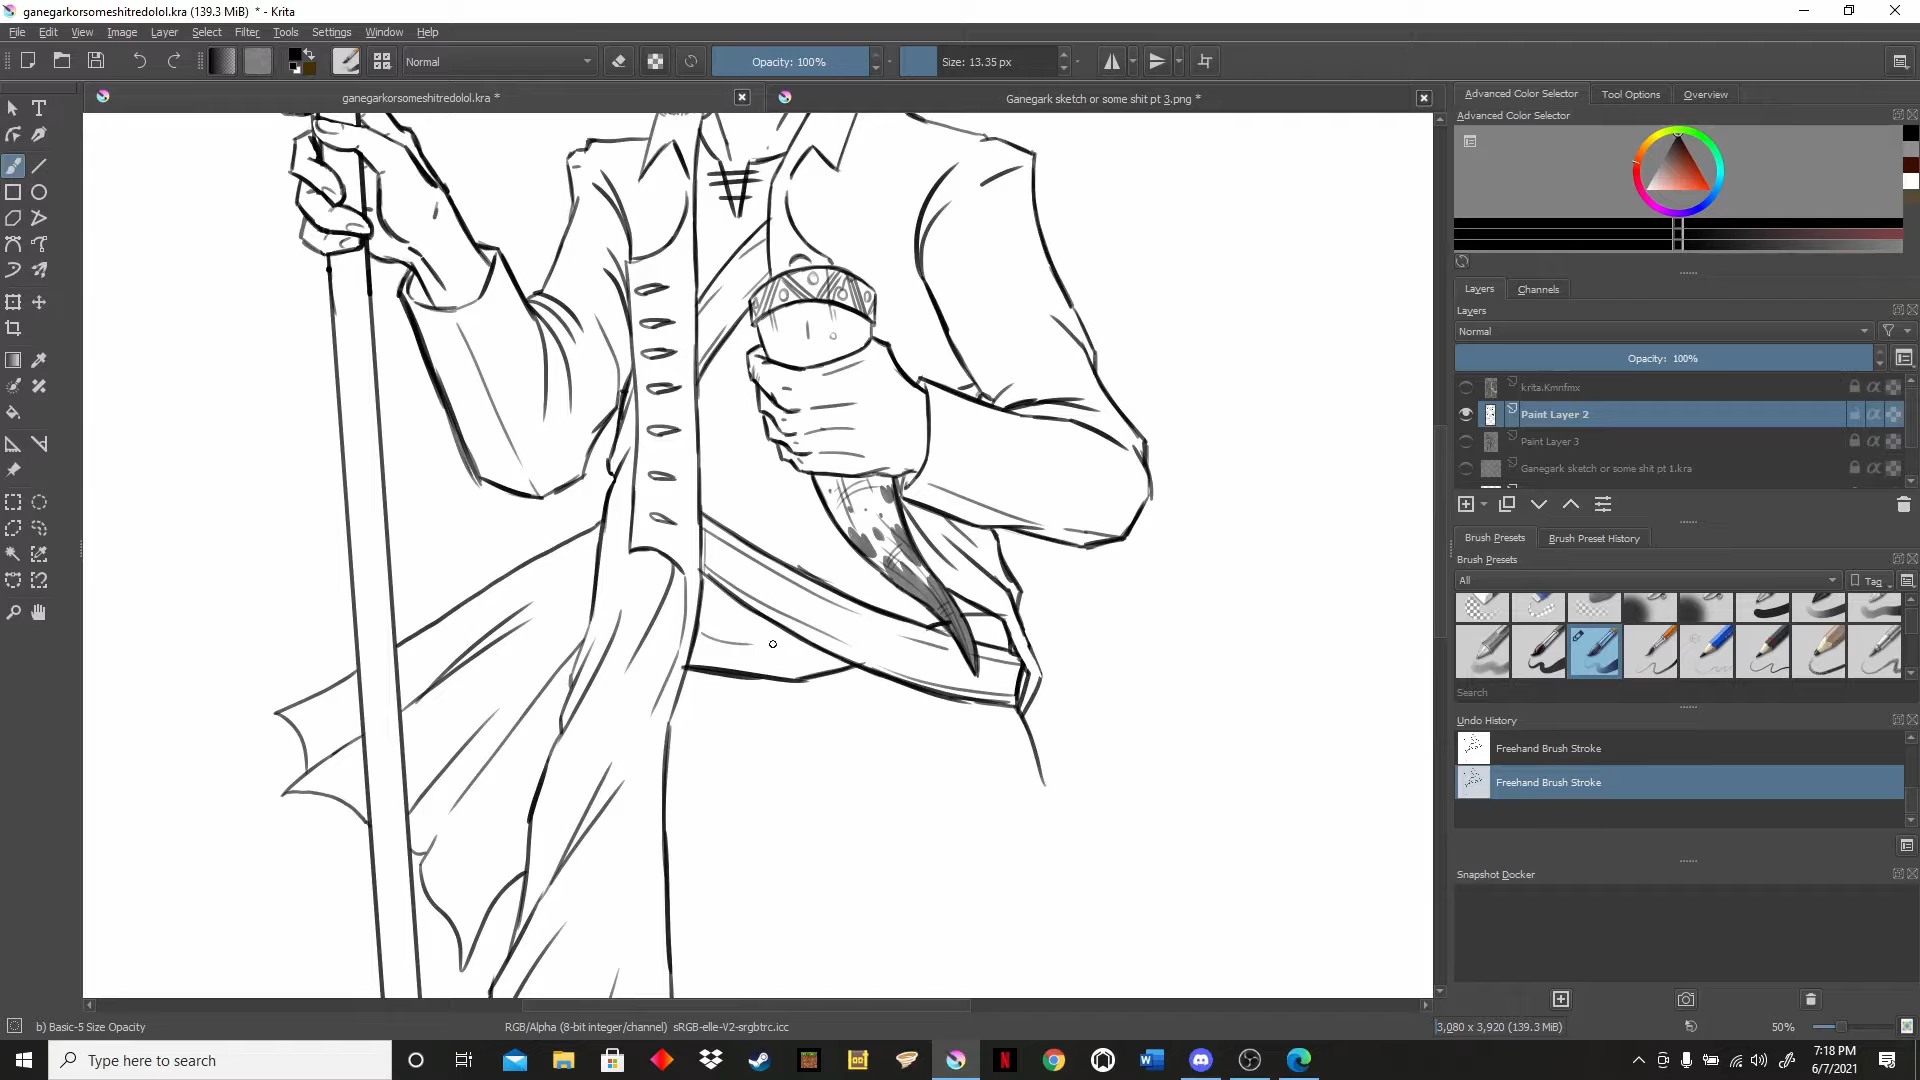 ganegarkorsomeshitredolol.kra (139.3 MiB)  * - Krita
File Edit View Image Layer Select Filter Tools Settings Window Help
Normal Opacity: 100% Size: 13.35 px
ganegarkorsomeshitredolol.kra *
Ganegark sketch or some shit pt 3.png *
Advanced Color Selector Tool Options Overview
Advanced Color Selector
Layers Channels
Layers
Normal
Opacity: 100%
krita.Kmnfmx
Paint Layer 2
Paint Layer 3
Ganegark sketch or some shit pt 1.kra
Brush Presets Brush Preset History
Brush Presets
All Tag
Search
Undo History
Freehand Brush Stroke
Freehand Brush Stroke
Snapshot Docker
b) Basic-5 Size Opacity
RGB/Alpha (8-bit integer/channel) sRGB-elle-V2-srgbtrc.icc
3,080 x 3,920 (139.3 MiB)
50%
Type here to search
7:18 PM
6/7/2021